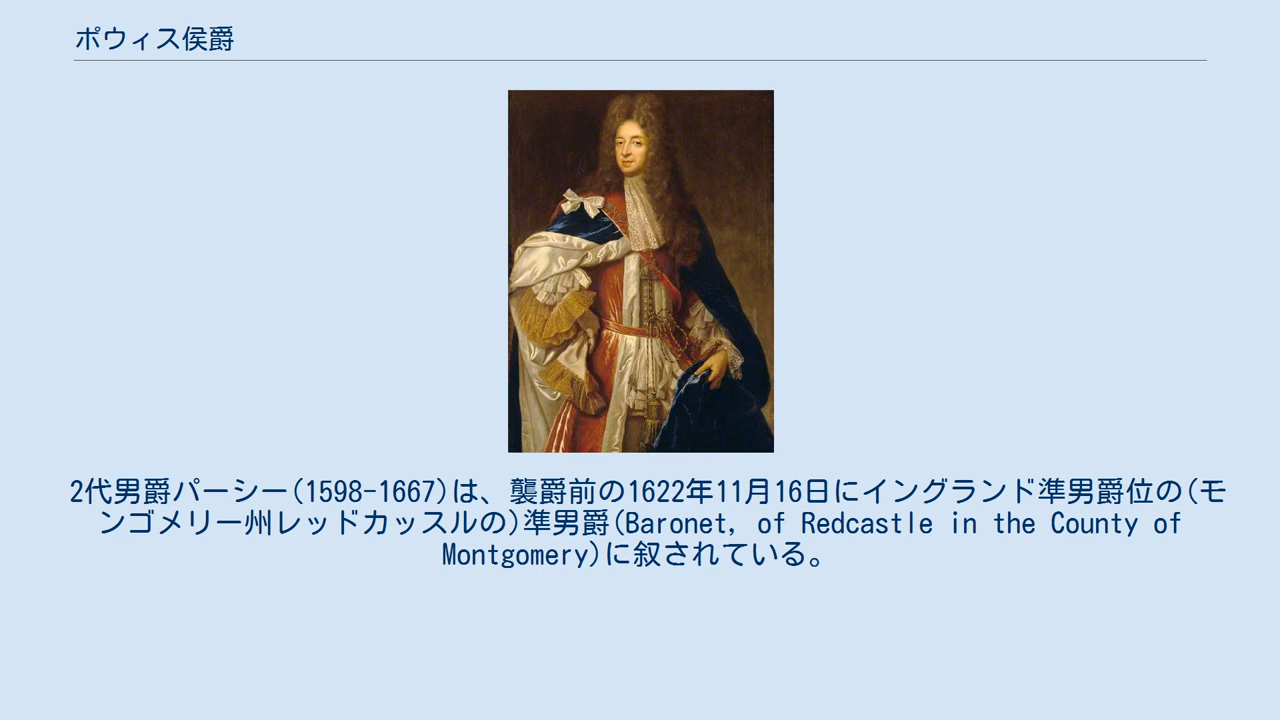 ポウィス侯爵
2代男爵パーシー(1598-1667)は、襲爵前の1622年11月16日にイングランド準男爵位の(モ
ンゴメリー州レッドカッスルの)準男爵(Baronet, of Redcastle in the County of
Montgomery)に叙されている。